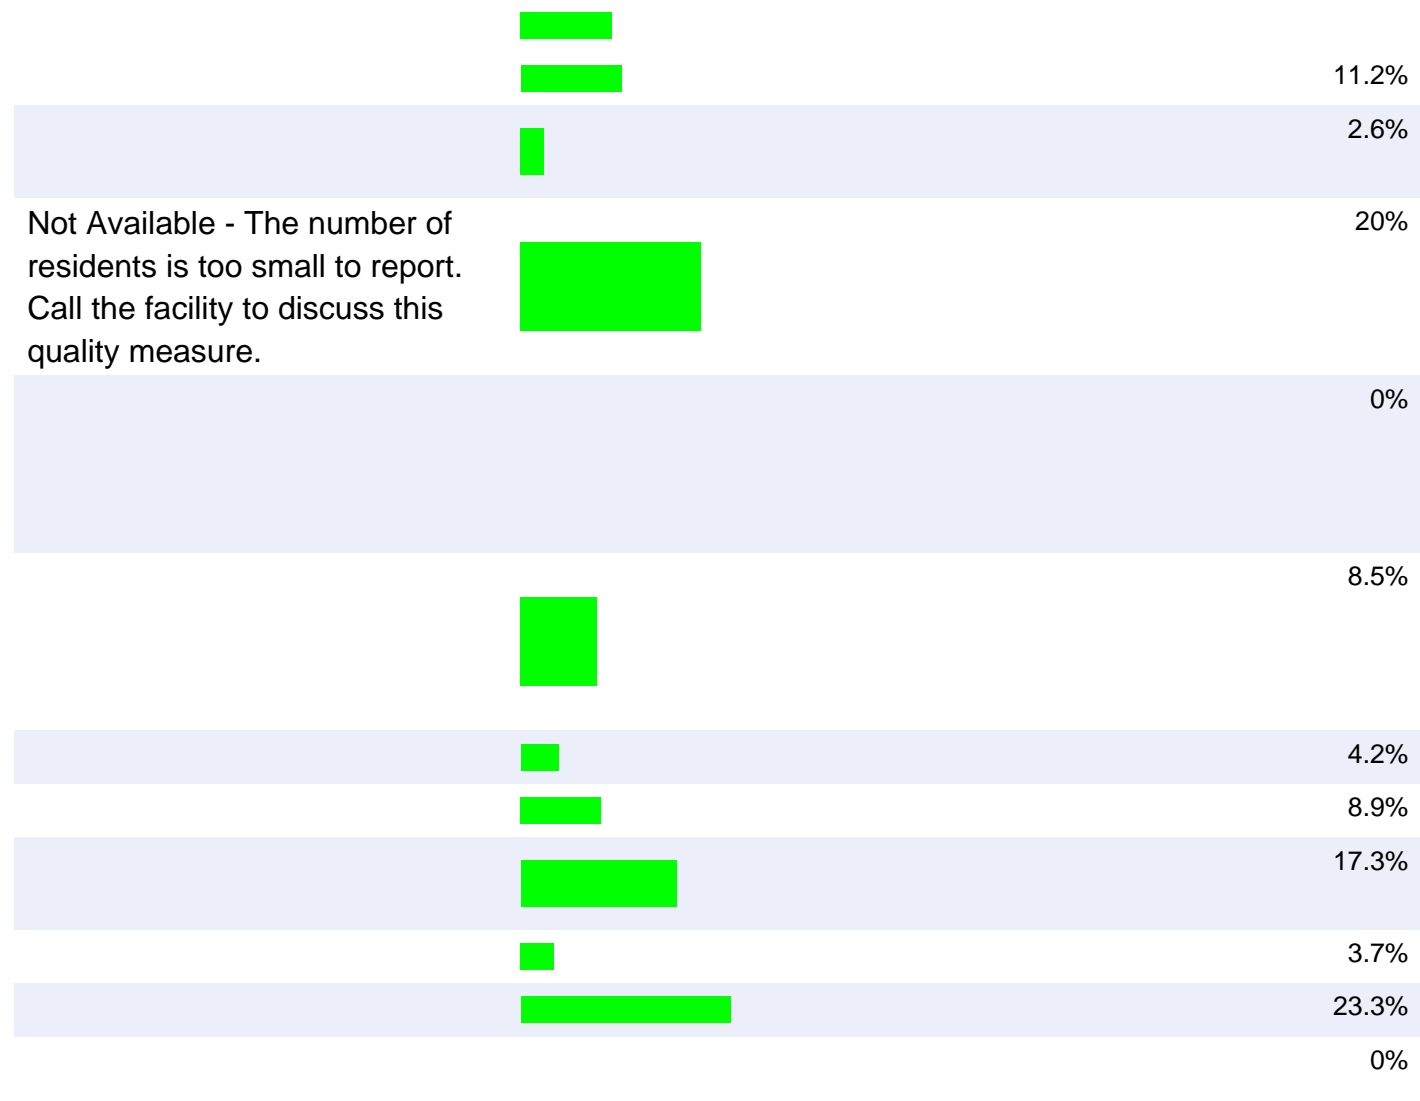 11.2%
2.6%
Not Available - The number of
residents is too small to report.
Call the facility to discuss this
quality measure.
20%
0%
8.5%
4.2%
8.9%
17.3%
3.7%
23.3%
0%